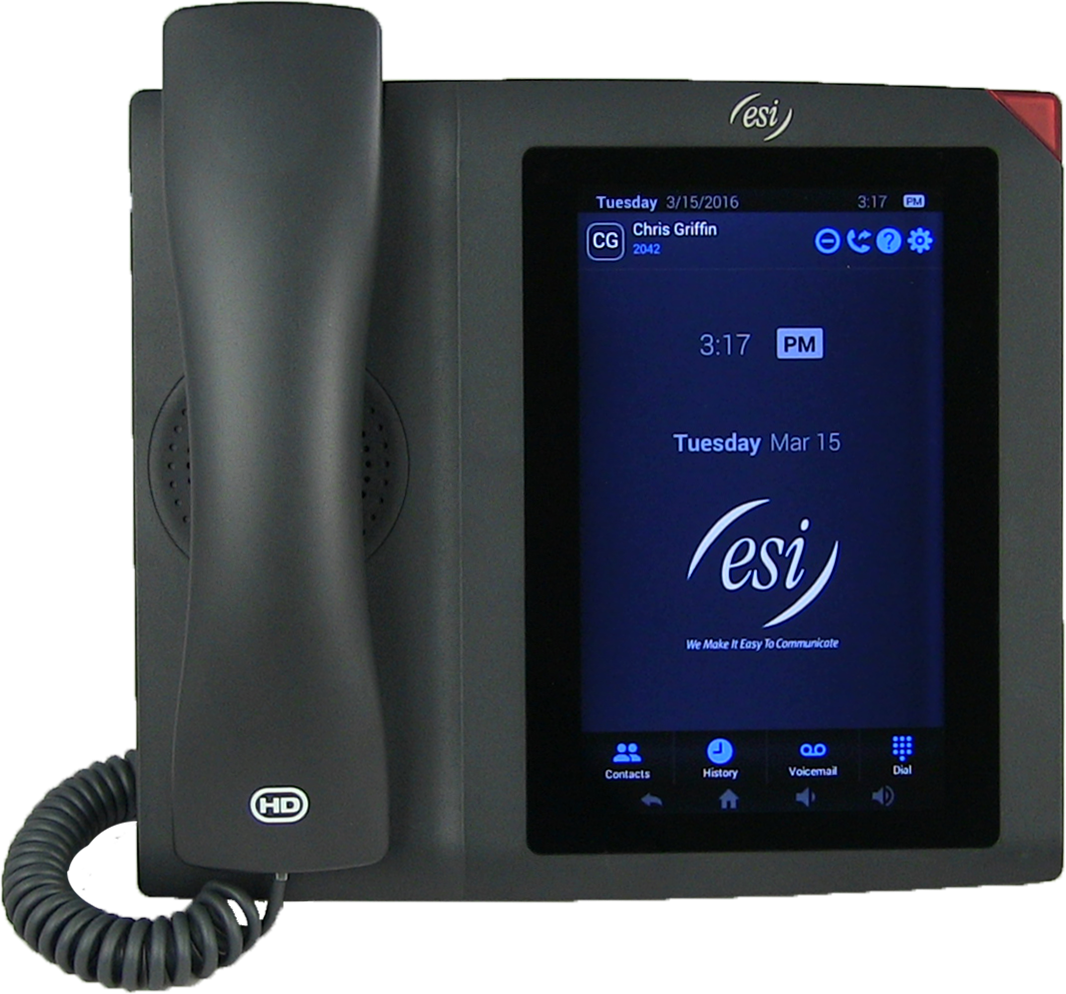 esi
Tuesday 3/15/2016 3:17 PM
CG Chris Griffin
2042
?
3:17 PM
Tuesday Mar 15
esi
We Make It Easy To Communicate
Contacts History Voicemail Dial
HD